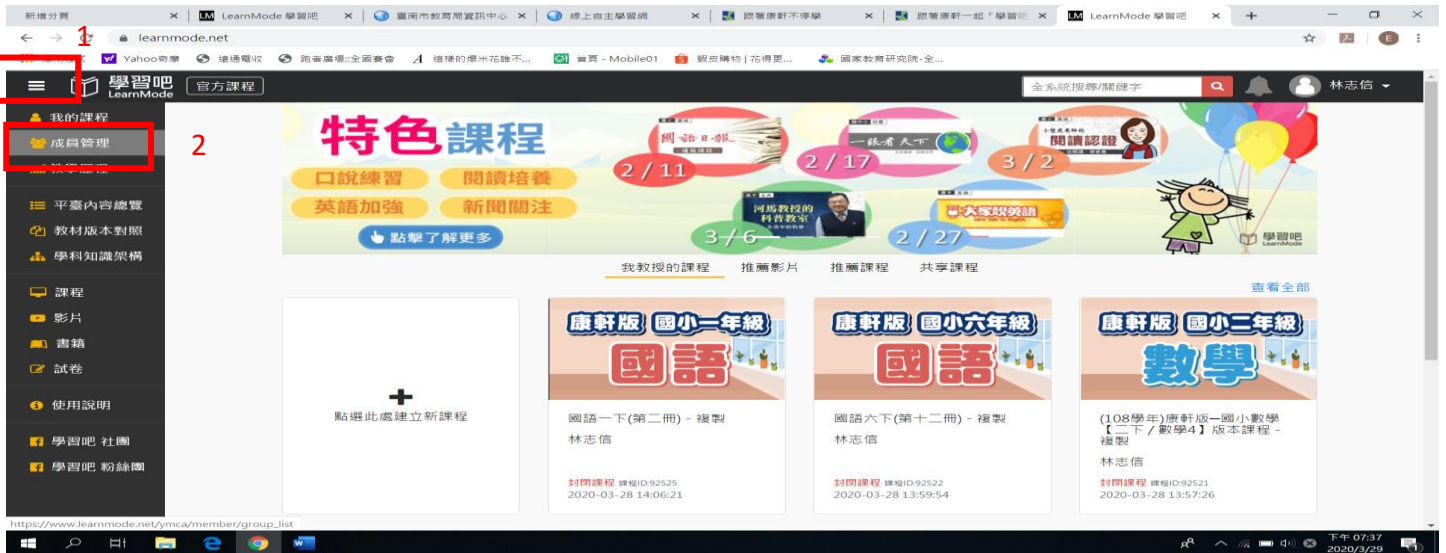 新增分頁
LM LearnMode 學習吧
臺南市教育局資訊中心
線上自主學習網
跟著康軒不停學
跟著康軒一起「學習吧
LM LearnMode 學習吧
1
learnmode.net
E
Yahoo奇摩
遠通電收
跑者廣場::全國賽會
這樣的爆米花誰不...
首頁 - Mobile01
蝦皮購物 | 花得更...
國家教育研究院-全...
學習吧
LearnMode
官方課程
全系統搜尋/關鍵字
林志信
我的課程
成員管理
2
平臺內容總覽
教材版本對照
學科知識架構
課程
影片
書籍
試卷
使用說明
學習吧 社團
學習吧 粉絲團
特色課程
口說練習
閱讀培養
英語加強
新聞關注
點擊了解更多
國語日報
2 / 11
一眼看天下
2 / 17
小壁虎老師的
閱讀認證
3 / 2
河馬教授的
科普教室
3 / 6
大家說英語
2 / 27
學習吧
LearnMode
我教授的課程
推薦影片
推薦課程
共享課程
查看全部
點選此處建立新課程
康軒版 國小一年級
國語
國語一下(第二冊) - 複製
林志信
封閉課程 課程ID:92525
2020-03-28 14:06:21
康軒版 國小六年級
國語
國語六下(第十二冊) - 複製
林志信
封閉課程 課程ID:92522
2020-03-28 13:59:54
康軒版 國小二年級
數學
(108學年)康軒版—國小數學
【二下 / 數學4】版本課程 -
複製
林志信
封閉課程 課程ID:92521
2020-03-28 13:57:26
https://www.learnmode.net/ymca/member/group_list
下午 07:37
2020/3/29